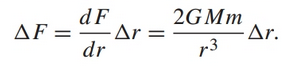 ΔF = dF/dr Δr = 2GMm/r³ Δr.